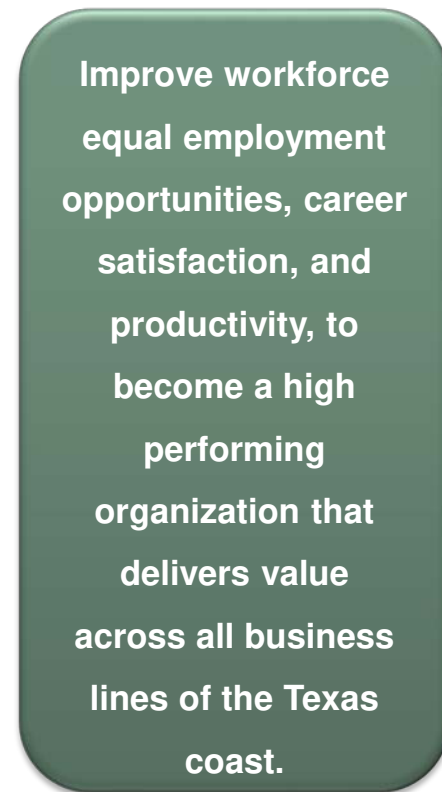 Improve workforce
equal employment
opportunities, career
satisfaction, and
productivity, to
become a high
performing
organization that
delivers value
across all business
lines of the Texas
coast.